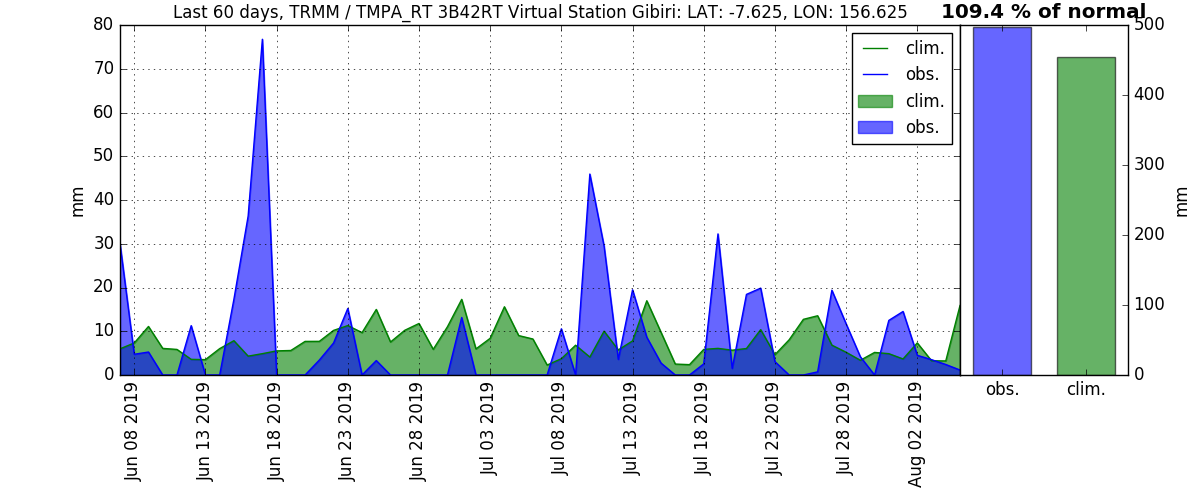 Last 60 days, TRMM / TMPA_RT 3B42RT Virtual Station Gibiri: LAT: -7.625, LON: 156.625
109.4 % of normal
80
70
60
50
40
30
20
10
0
mm
clim.
obs.
clim.
obs.
Jun 08 2019
Jun 13 2019
Jun 18 2019
Jun 23 2019
Jun 28 2019
Jul 03 2019
Jul 08 2019
Jul 13 2019
Jul 18 2019
Jul 23 2019
Jul 28 2019
Aug 02 2019
500
400
300
200
100
0
mm
obs.
clim.